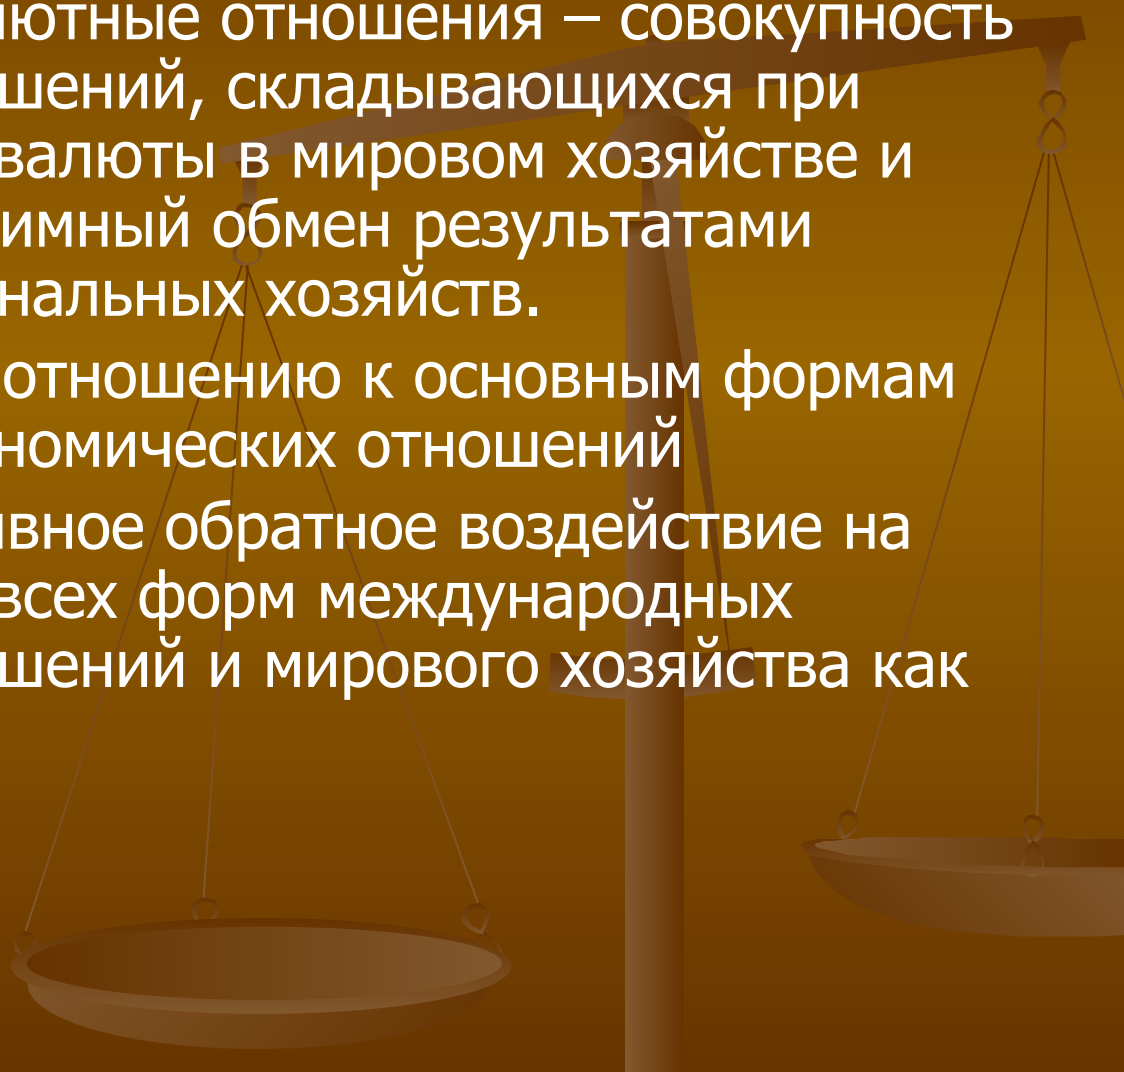 лютные отношения – совокупность
шений, складывающихся при
валюты в мировом хозяйстве и
имный обмен результатами
нальных хозяйств.
отношению к основным формам
номических отношений
вное обратное воздействие на
всех форм международных
шений и мирового хозяйства как